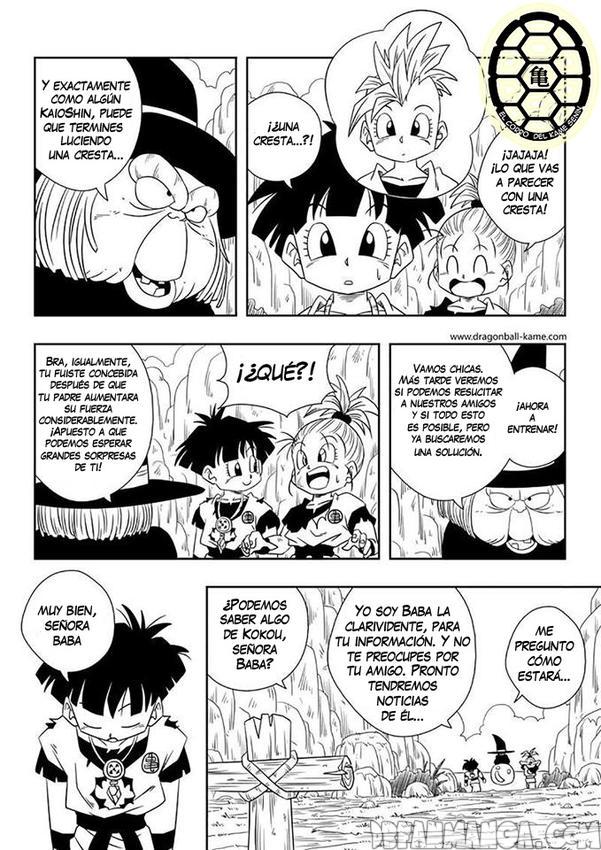 Y EXACTAMENTE
COMO ALGÚN
KAIOSHIN, PUEDE
QUE TERMINES
LUCIENDO
UNA CRESTA...
¡¿UNA
CRESTA...?!
亀
EL CORPO DEL KAME SENSI
¡JAJAJA!
¡LO QUE VAS
A PARECER
CON UNA
CRESTA!
www.dragonball-kame.com
BRA, IGUALMENTE,
TU FUISTE CONCEBIDA
DESPUÉS DE QUE
TU PADRE AUMENTARA
SU FUERZA
CONSIDERABLEMENTE.
¡APUESTO A QUE
PODEMOS ESPERAR
GRANDES SORPRESAS
DE TI!
¡¿QUÉ?!
VAMOS CHICAS.
MÁS TARDE VEREMOS
SI PODEMOS RESUCITAR
A NUESTROS AMIGOS
Y SI TODO ESTO
ES POSIBLE, PERO
YA BUSCAREMOS
UNA SOLUCIÓN.
¡AHORA
A ENTRENAR!
MUY BIEN,
SEÑORA
BABA
¿PODEMOS
SABER ALGO
DE KOKOU,
SEÑORA
BABA?
YO SOY BABA LA
CLARIVIDENTE, PARA
TU INFORMACIÓN. Y NO
TE PREOCUPES POR
TU AMIGO. PRONTO
TENDREMOS
NOTICIAS
DE ÉL...
ME
PREGUNTO
CÓMO
ESTARÁ...
DBFANMANGA.COM